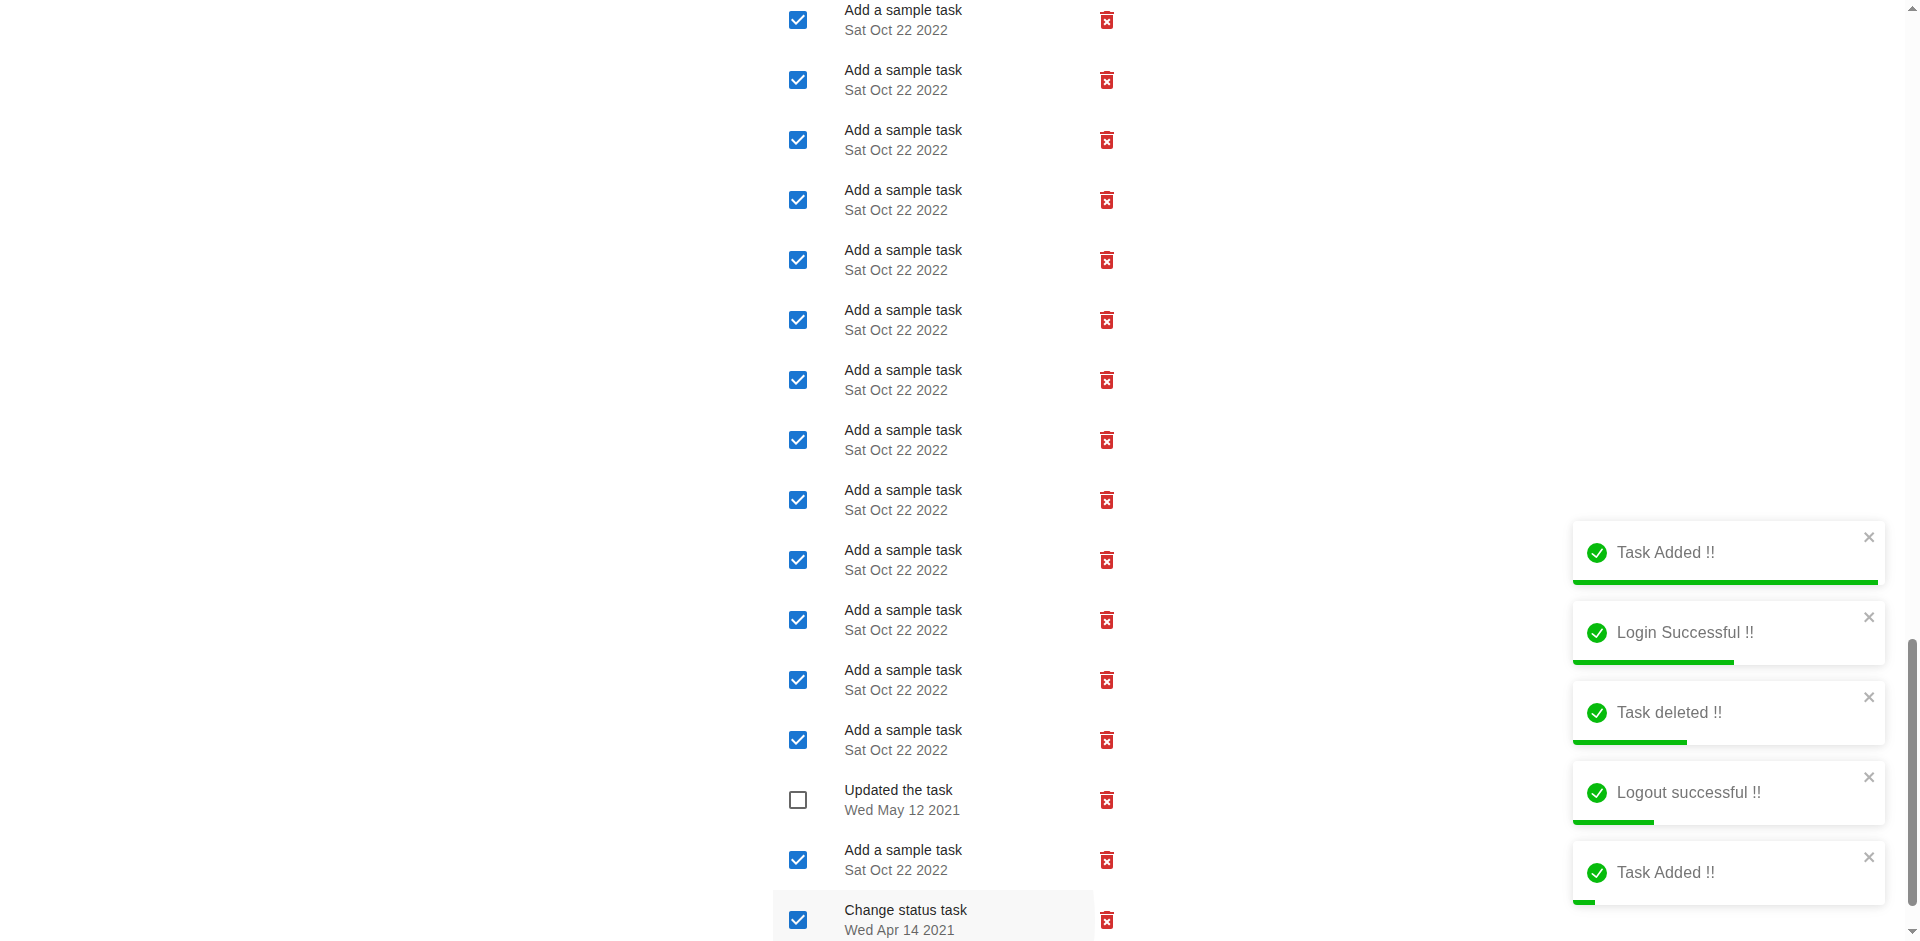 Add a sample task
Sat Oct 22 2022
Add a sample task
Sat Oct 22 2022
Add a sample task
Sat Oct 22 2022
Add a sample task
Sat Oct 22 2022
Add a sample task
Sat Oct 22 2022
Add a sample task
Sat Oct 22 2022
Add a sample task
Sat Oct 22 2022
Add a sample task
Sat Oct 22 2022
Add a sample task
Sat Oct 22 2022
Add a sample task
Sat Oct 22 2022
Add a sample task
Sat Oct 22 2022
Add a sample task
Sat Oct 22 2022
Add a sample task
Sat Oct 22 2022
Updated the task
Wed May 12 2021
Add a sample task
Sat Oct 22 2022
Change status task
Wed Apr 14 2021
Task Added !!
Login Successful !!
Task deleted !!
Logout successful !!
Task Added !!